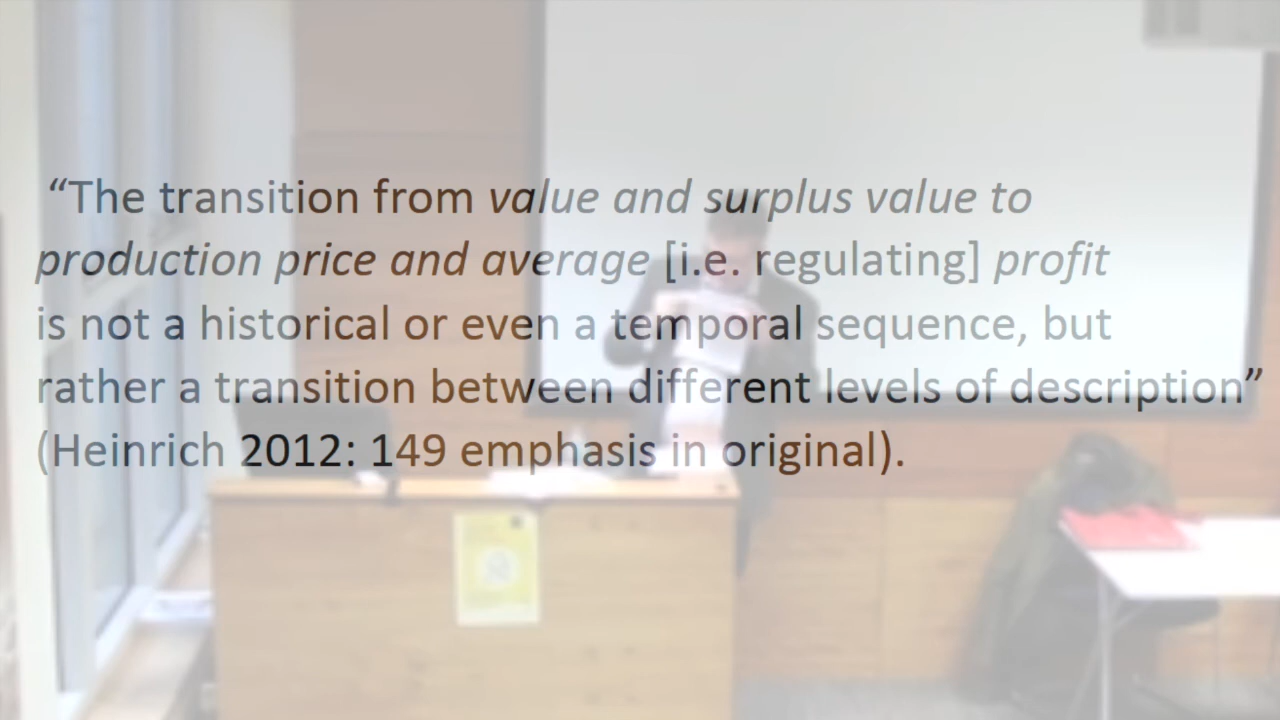 “The transition from value and surplus value to
production price and average [i.e. regulating] profit
is not a historical or even a temporal sequence, but
rather a transition between different levels of description”
(Heinrich 2012: 149 emphasis in original).